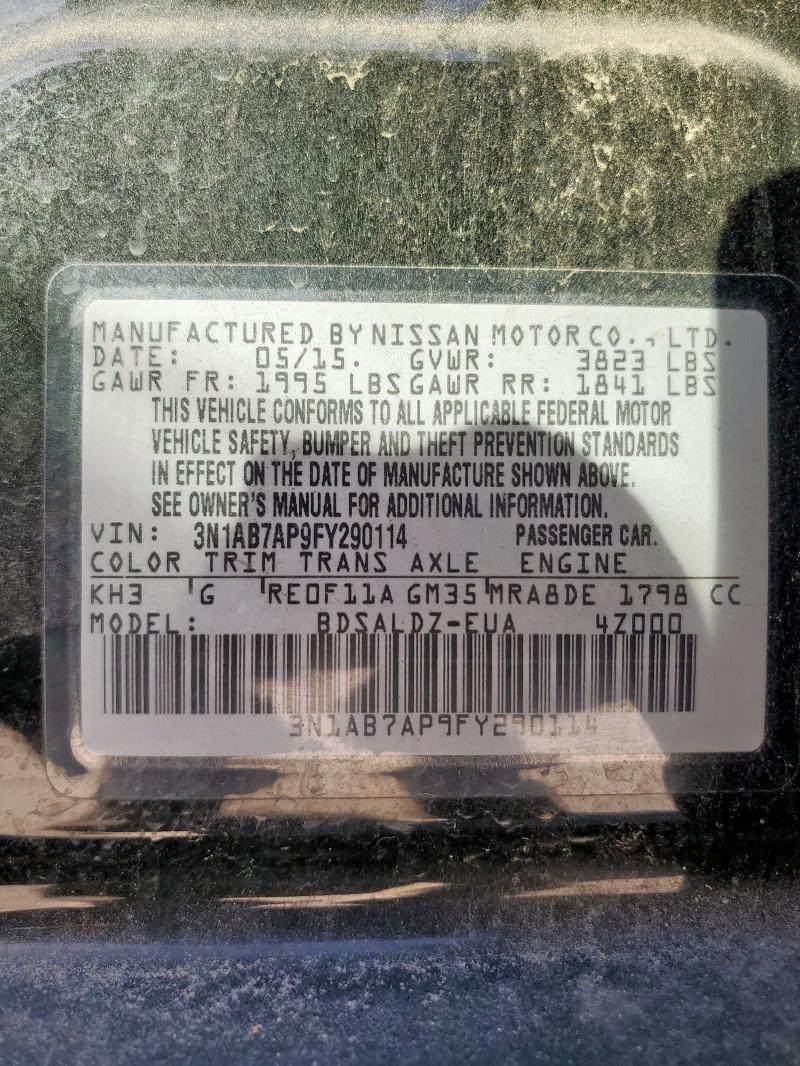 MANUFACTURED BY NISSAN MOTOR CO., LTD.
DATE: 05/15. GVWR: 3823 LBS
GAWR FR: 1995 LBS GAWR RR: 1841 LBS
THIS VEHICLE CONFORMS TO ALL APPLICABLE FEDERAL MOTOR
VEHICLE SAFETY, BUMPER AND THEFT PREVENTION STANDARDS
IN EFFECT ON THE DATE OF MANUFACTURE SHOWN ABOVE.
SEE OWNER'S MANUAL FOR ADDITIONAL INFORMATION.
VIN: 3N1AB7AP9FY290114 PASSENGER CAR.
COLOR TRIM TRANS AXLE ENGINE
KH3 'G 'RE0F11A GM35 'MRA8DE 1798 CC
MODEL: BDSALDZ-EUA 4Z000
3N1AB7AP9FY290114